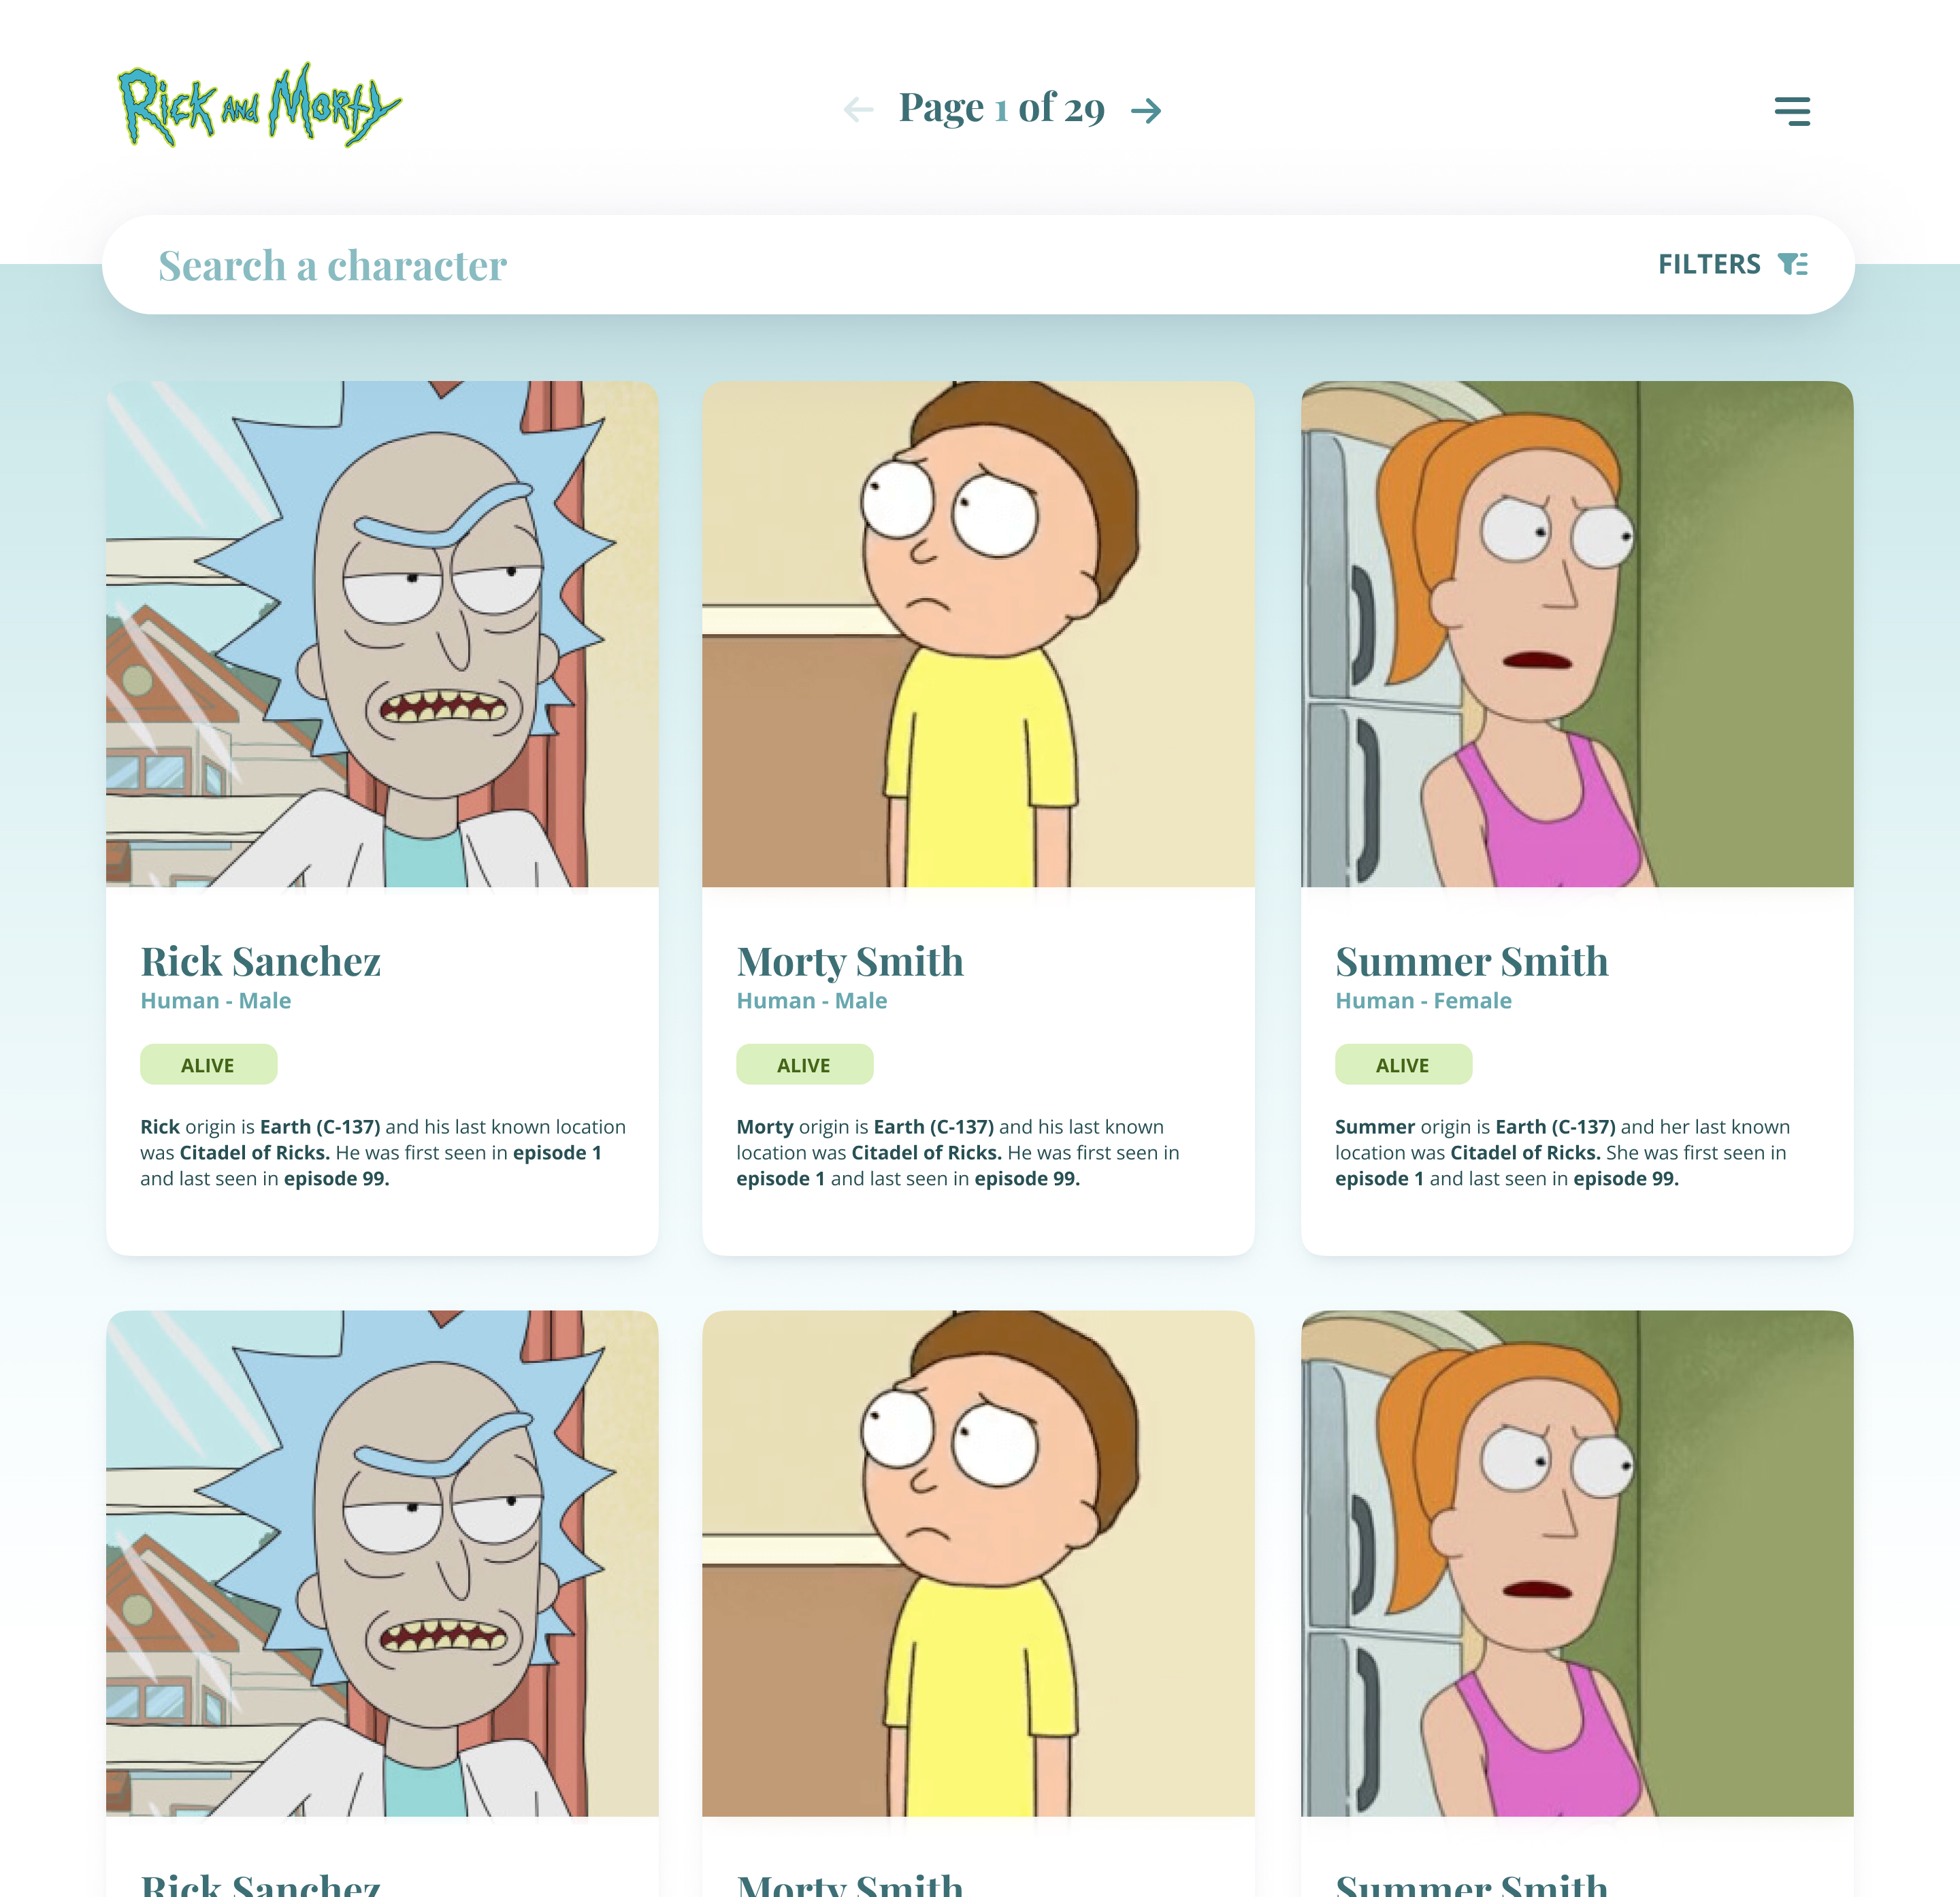 Rick and Morty
Page 1 of 29
Search a character
FILTERS
Rick Sanchez
Human - Male
ALIVE
Rick origin is Earth (C-137) and his last known location
was Citadel of Ricks. He was first seen in episode 1
and last seen in episode 99.
Morty Smith
Human - Male
ALIVE
Morty origin is Earth (C-137) and his last known
location was Citadel of Ricks. He was first seen in
episode 1 and last seen in episode 99.
Summer Smith
Human - Female
ALIVE
Summer origin is Earth (C-137) and her last known
location was Citadel of Ricks. She was first seen in
episode 1 and last seen in episode 99.
Rick Sanchez
Morty Smith
Summer Smith